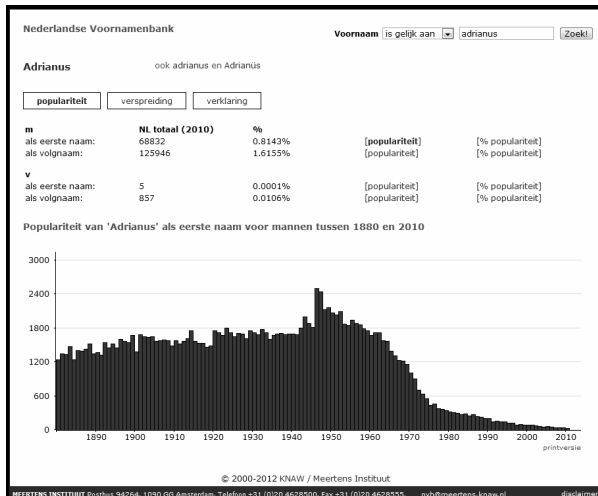 Nederlandse Voornamenbank
Voornaam is gelijk aan adrianus Zoek!
Adrianus ook adrianus en Adrianüs
populariteit verspreiding verklaring
m NL totaal (2010) %
als eerste naam: 68832 0.8143% [populariteit] [% populariteit]
als volgnaam: 125946 1.6155% [populariteit] [% populariteit]
v
als eerste naam: 5 0.0001% [populariteit] [% populariteit]
als volgnaam: 857 0.0106% [populariteit] [% populariteit]
Populariteit van 'Adrianus' als eerste naam voor mannen tussen 1880 en 2010
3000
2400
1800
1200
600
0
1890 1900 1910 1920 1930 1940 1950 1960 1970 1980 1990 2000 2010
printversie
© 2000-2012 KNAW / Meertens Instituut
MEERTENS INSTITUUT Postbus 94264, 1090 GG Amsterdam, Telefoon +31 (0)20 4628500, Fax +31 (0)20 4628555, nvb@meertens.knaw.nl disclaimer